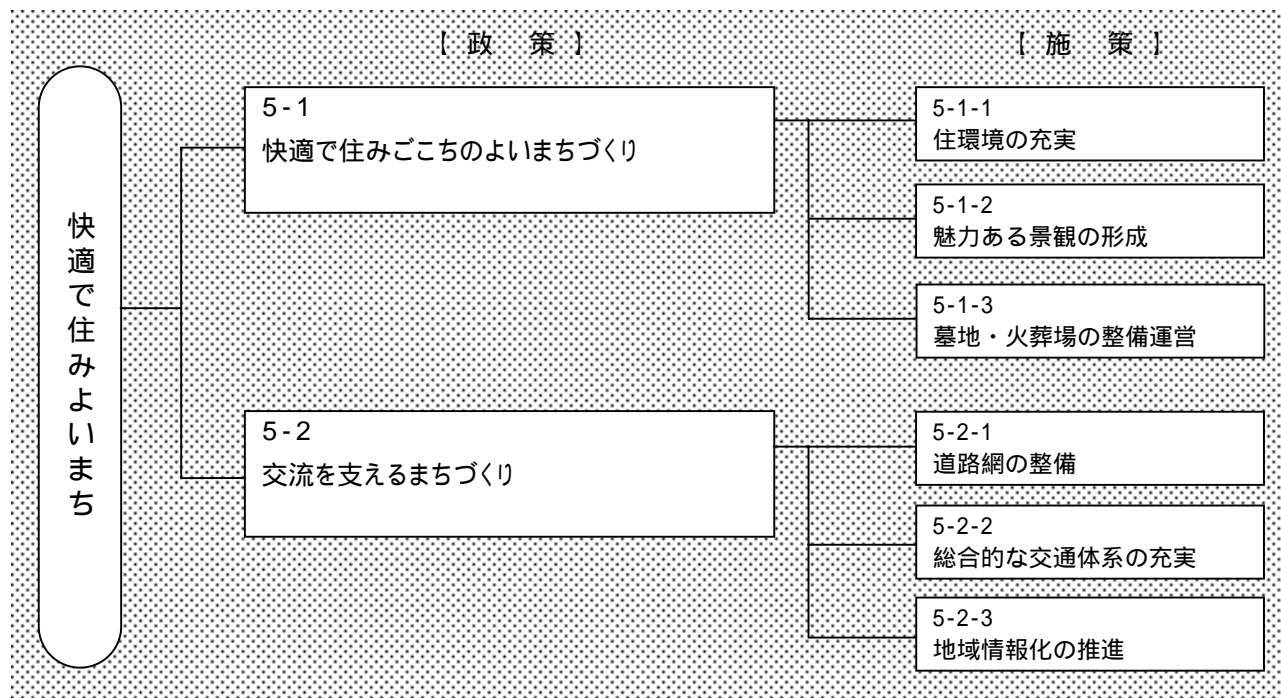 【政　策】
【施　策】
快適で住みよいまち
5-1
快適で住みごこちのよいまちづくり
5-1-1
住環境の充実
5-1-2
魅力ある景観の形成
5-1-3
墓地・火葬場の整備運営
5-2
交流を支えるまちづくり
5-2-1
道路網の整備
5-2-2
総合的な交通体系の充実
5-2-3
地域情報化の推進